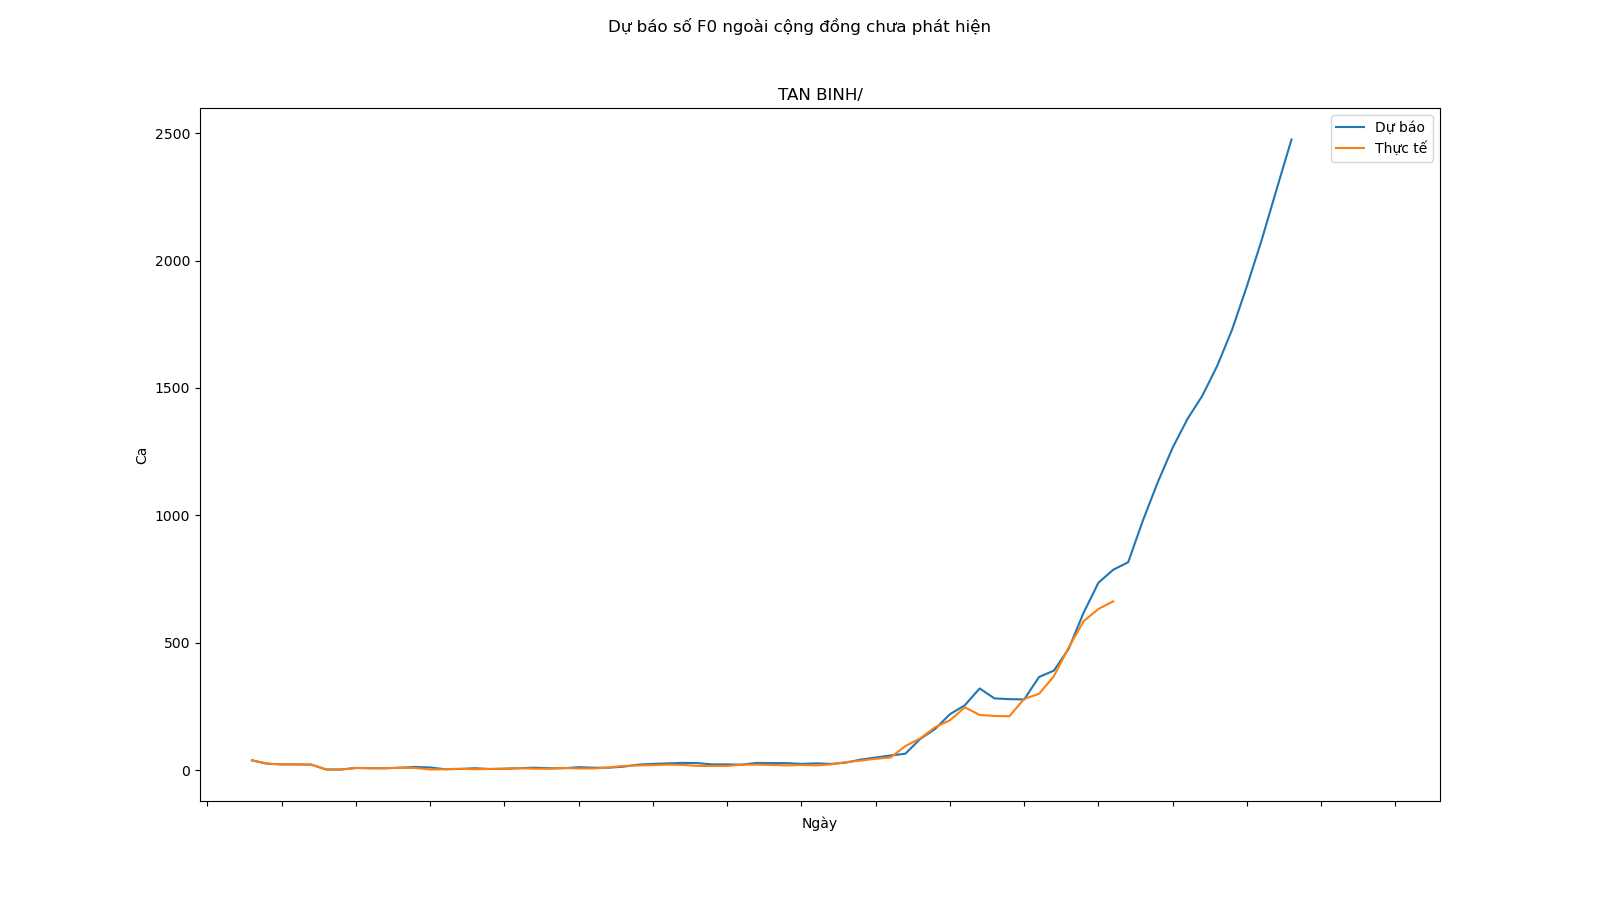 Dự báo số F0 ngoài cộng đồng chưa phát hiện
TAN BINH/
Dự báo
Thực tế
2500
2000
1500
1000
500
0
Ca
Ngày